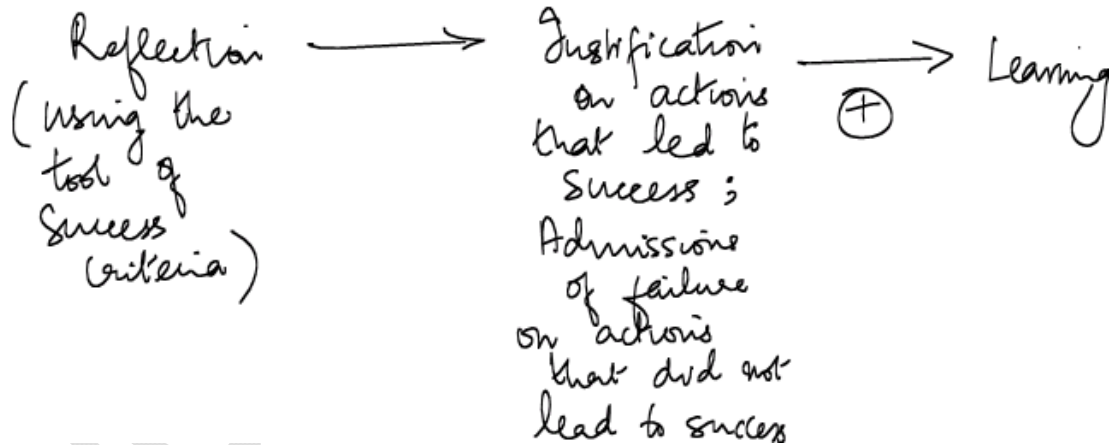 Reflection
(using the
tool of
Success
Criteria)
Justification
on actions
that led to
Success ;
Admissions
of failure
on actions
that did not
lead to success
+
Learning